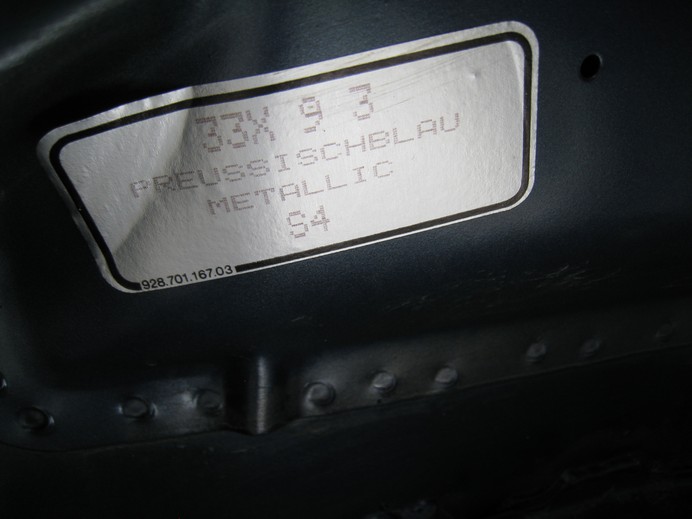 33X 9 3
PREUSSISCHBLAU
METALLIC
S4
928.701.167.03